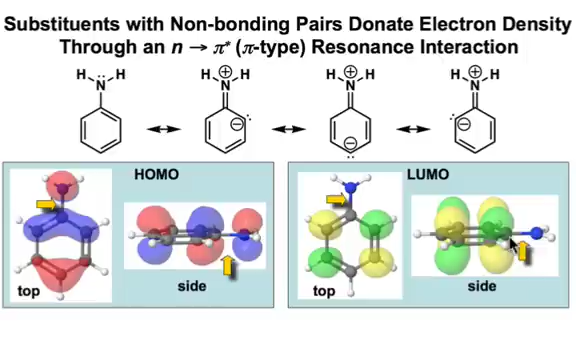 Substituents with Non-bonding Pairs Donate Electron Density
Through an n → π* (π-type) Resonance Interaction
H N H
H N H
H N H
H N H
HOMO
top
side
LUMO
top
side